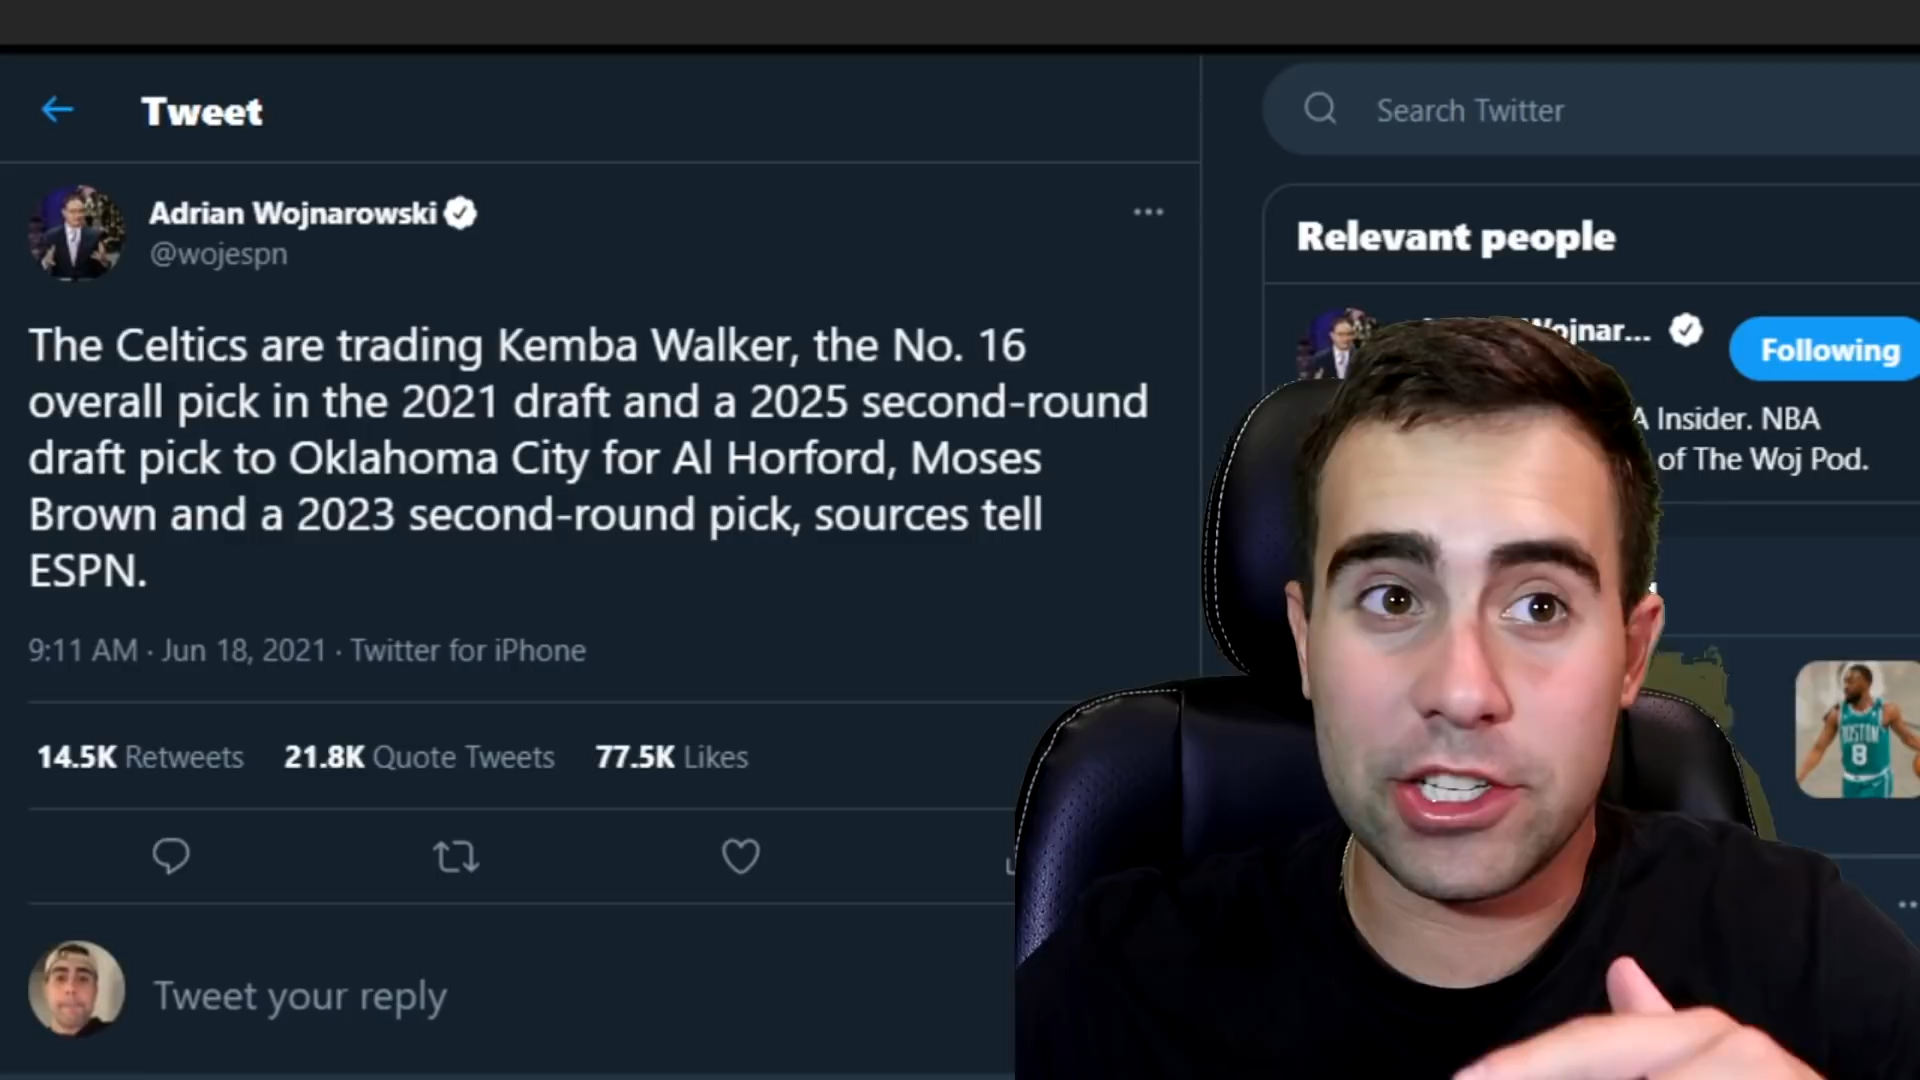 Tweet
Search Twitter
Adrian Wojnarowski
@wojespn
The Celtics are trading Kemba Walker, the No. 16
overall pick in the 2021 draft and a 2025 second-round
draft pick to Oklahoma City for Al Horford, Moses
Brown and a 2023 second-round pick, sources tell
ESPN.
9:11 AM · Jun 18, 2021 · Twitter for iPhone
14.5K Retweets 21.8K Quote Tweets 77.5K Likes
Tweet your reply
Relevant people
Wojnar...
Following
Insider. NBA
of The Woj Pod.
BOSTON
8